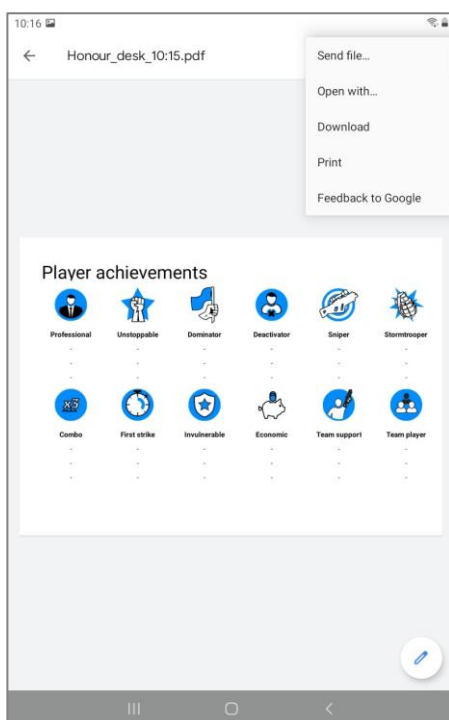 10:16
Honour_desk_10:15.pdf
Send file...
Open with...
Download
Print
Feedback to Google
Player achievements
Professional Unstoppable Dominator Deactivator Sniper Stormtrooper
- - - - - -
- - - - - -
- - - - - -
x5
Combo First strike Invulnerable Economic Team support Team player
- - - - - -
- - - - - -
- - - - - -